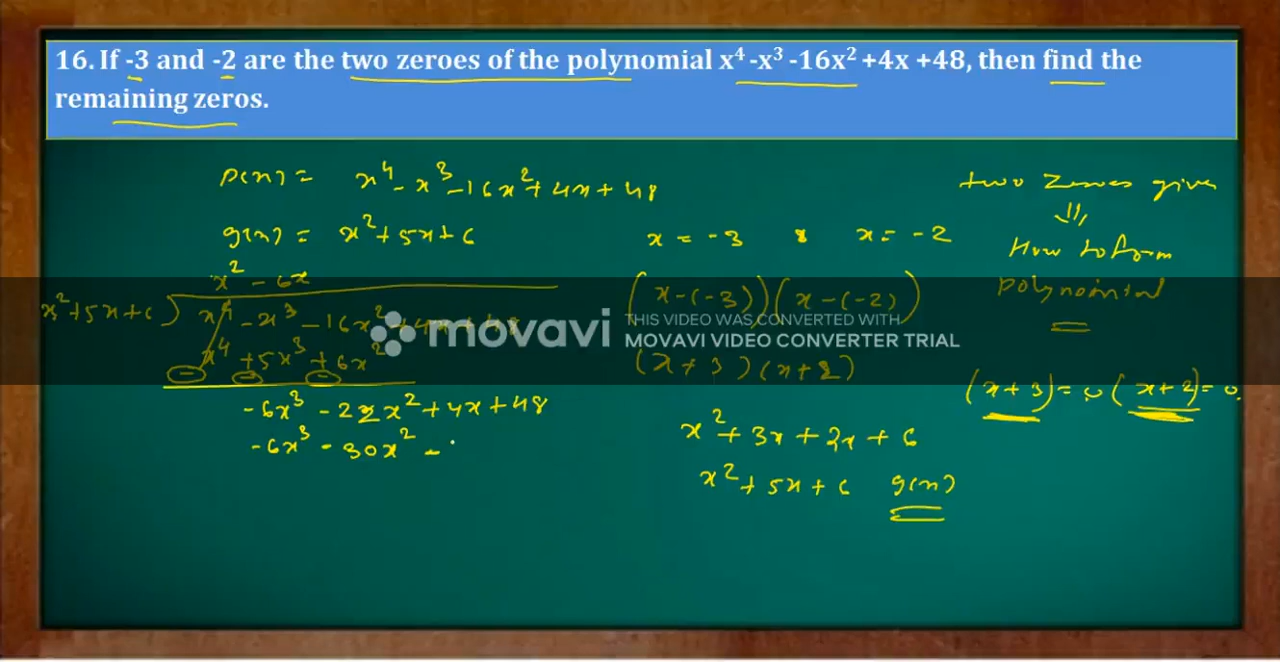 16. If -3 and -2 are the two zeroes of the polynomial x⁴ -x³ -16x² +4x +48, then find the
remaining zeros.
p(x) = x⁴ - x³ - 16x² + 4x + 48
g(x) = x² + 5x + 6
x² - 6x
x² + 5x + 6 ) x⁴ - x³ - 16x² + 4x + 48
x⁴ + 5x³ + 6x²
- - -
-6x³ - 22x² + 4x + 48
-6x³ - 30x² -
x = -3 & x = -2
(x-(-3))(x-(-2))
(x+3)(x+2)
x² + 3x + 2x + 6
x² + 5x + 6 g(x)
two zeroes given
⇓
How to form
polynomial
(x+3)=0 (x+2)=0
movavi
THIS VIDEO WAS CONVERTED WITH
MOVAVI VIDEO CONVERTER TRIAL